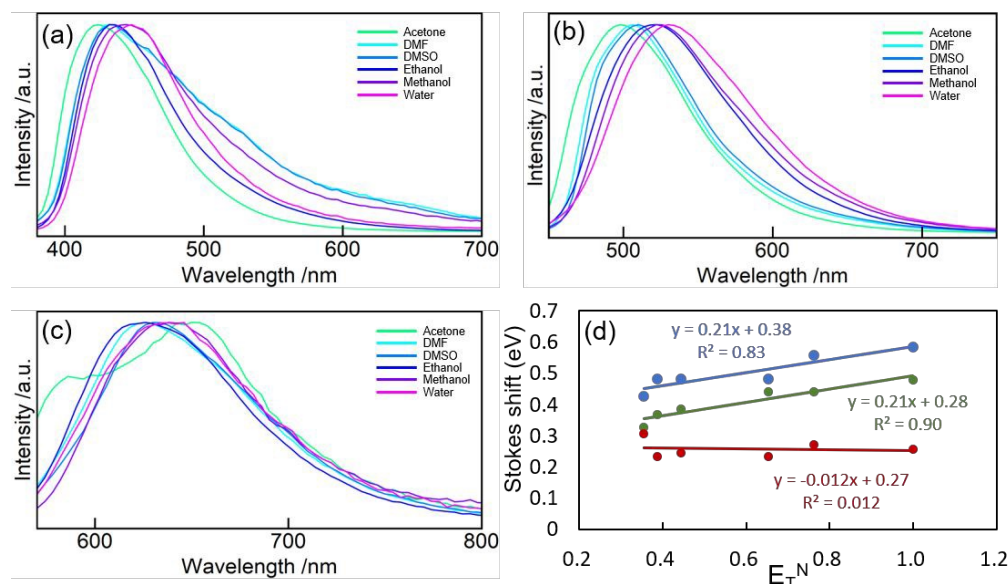 (a)
Acetone
DMF
DMSO
Ethanol
Methanol
Water
Intensity /a.u.
400
500
600
700
Wavelength /nm
(b)
Acetone
DMF
DMSO
Ethanol
Methanol
Water
Intensity /a.u.
500
600
700
Wavelength /nm
(c)
Acetone
DMF
DMSO
Ethanol
Methanol
Water
Intensity /a.u.
600
700
800
Wavelength /nm
(d)
0.7
0.6
0.5
0.4
0.3
0.2
0.1
0
Stokes shift (eV)
y = 0.21x + 0.38
R² = 0.83
y = 0.21x + 0.28
R² = 0.90
y = -0.012x + 0.27
R² = 0.012
0.2
0.4
0.6
0.8
1.0
1.2
E_T^N